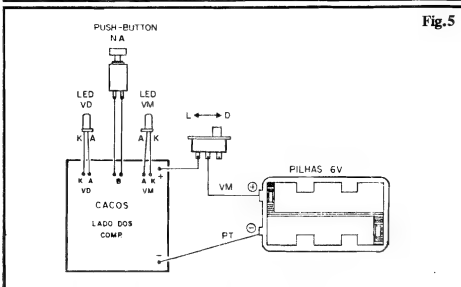 Fig.5
PUSH-BUTTON
N A
LED
VD
LED
VM
K A
A K
L D
PILHAS 6V
K A B A K +
VD VM
VM +
CACOS
LADO DOS
COMP.
PT -
-